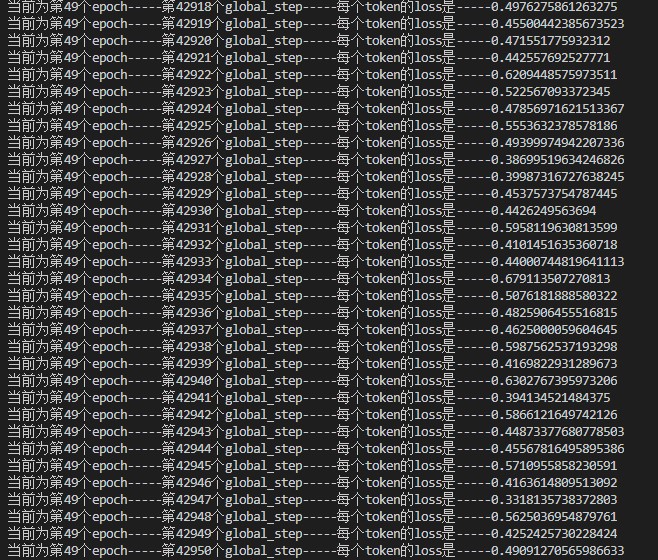 当前为第49个epoch-----第42918个global_step-----每个token的loss是-----0.4976275861263275
当前为第49个epoch-----第42919个global_step-----每个token的loss是-----0.45500442385673523
当前为第49个epoch-----第42920个global_step-----每个token的loss是-----0.471551775932312
当前为第49个epoch-----第42921个global_step-----每个token的loss是-----0.442557692527771
当前为第49个epoch-----第42922个global_step-----每个token的loss是-----0.6209448575973511
当前为第49个epoch-----第42923个global_step-----每个token的loss是-----0.522567093372345
当前为第49个epoch-----第42924个global_step-----每个token的loss是-----0.47856971621513367
当前为第49个epoch-----第42925个global_step-----每个token的loss是-----0.5553632378578186
当前为第49个epoch-----第42926个global_step-----每个token的loss是-----0.49399974942207336
当前为第49个epoch-----第42927个global_step-----每个token的loss是-----0.38699519634246826
当前为第49个epoch-----第42928个global_step-----每个token的loss是-----0.39987316727638245
当前为第49个epoch-----第42929个global_step-----每个token的loss是-----0.4537573754787445
当前为第49个epoch-----第42930个global_step-----每个token的loss是-----0.4426249563694
当前为第49个epoch-----第42931个global_step-----每个token的loss是-----0.5958119630813599
当前为第49个epoch-----第42932个global_step-----每个token的loss是-----0.4101451635360718
当前为第49个epoch-----第42933个global_step-----每个token的loss是-----0.44000744819641113
当前为第49个epoch-----第42934个global_step-----每个token的loss是-----0.679113507270813
当前为第49个epoch-----第42935个global_step-----每个token的loss是-----0.5076181888580322
当前为第49个epoch-----第42936个global_step-----每个token的loss是-----0.4825906455516815
当前为第49个epoch-----第42937个global_step-----每个token的loss是-----0.4625000059604645
当前为第49个epoch-----第42938个global_step-----每个token的loss是-----0.5987562537193298
当前为第49个epoch-----第42939个global_step-----每个token的loss是-----0.4169822931289673
当前为第49个epoch-----第42940个global_step-----每个token的loss是-----0.6302767395973206
当前为第49个epoch-----第42941个global_step-----每个token的loss是-----0.394134521484375
当前为第49个epoch-----第42942个global_step-----每个token的loss是-----0.5866121649742126
当前为第49个epoch-----第42943个global_step-----每个token的loss是-----0.44873377680778503
当前为第49个epoch-----第42944个global_step-----每个token的loss是-----0.45567816495895386
当前为第49个epoch-----第42945个global_step-----每个token的loss是-----0.5710955858230591
当前为第49个epoch-----第42946个global_step-----每个token的loss是-----0.4163614809513092
当前为第49个epoch-----第42947个global_step-----每个token的loss是-----0.3318135738372803
当前为第49个epoch-----第42948个global_step-----每个token的loss是-----0.5625036954879761
当前为第49个epoch-----第42949个global_step-----每个token的loss是-----0.4252425730228424
当前为第49个epoch-----第42950个global_step-----每个token的loss是-----0.49091270565986633